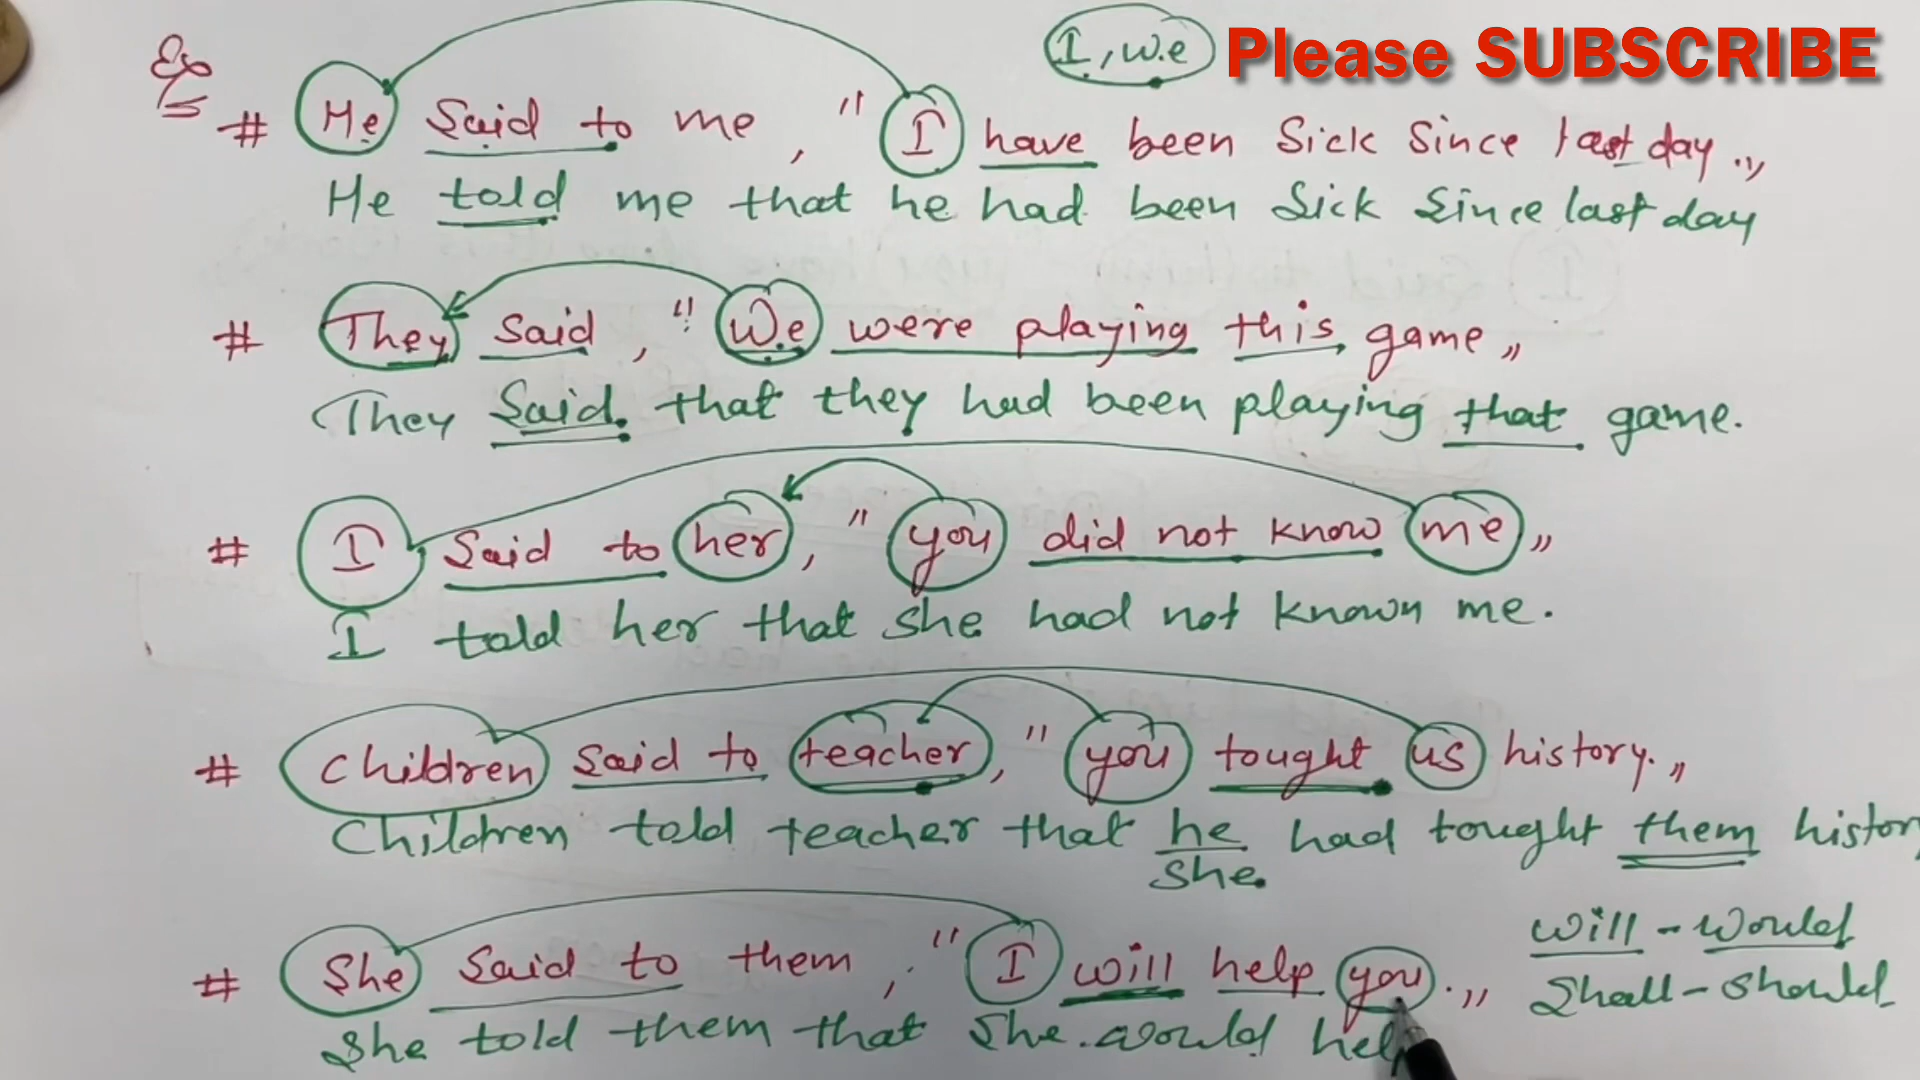 I, we Please SUBSCRIBE
Ex
# He said to me, "I have been Sick Since last day.,,
He told me that he had been Sick Since last day
# They said, "We were playing this game,,
They Said that they had been playing that game.
# I said to her, "you did not know me,,
I told her that she had not known me.
# Children said to teacher, "you tought us history.,,
Children told teacher that he had tought them histor
she.
# She said to them, "I will help you.,,
will - would
Shall - should
She told them that She would hel